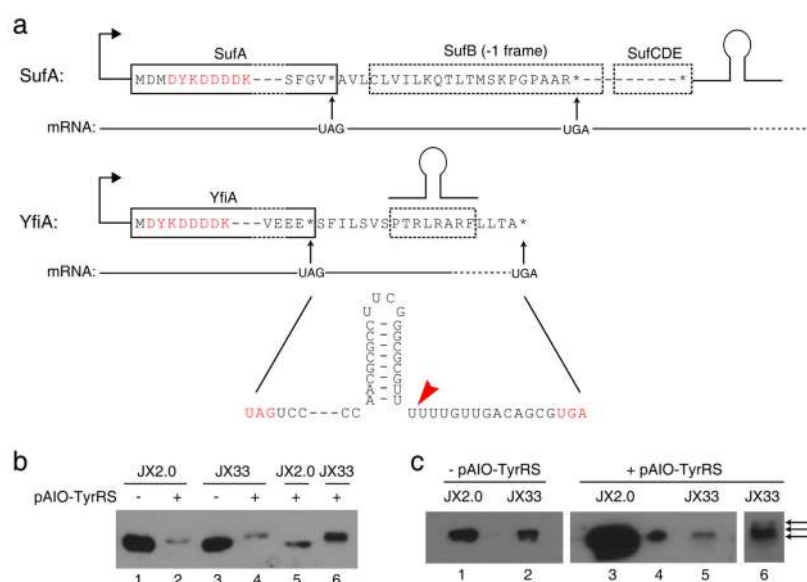 a
SufA SufB (-1 frame) SufCDE
SufA: MDMDYKDDDDK---SFGV*AVLCLVILKQTLTMSKPGPAAR*--------*
mRNA: UAG UGA
YfiA
YfiA: MDYKDDDDK---VEEE*SFILSVSPTRLRARFLLTA*
mRNA: UAG UGA
U C
U G
C–G
C–G
G–C
C–G
G–C
C–G
A–U
A U
UAGUCC---CC UUUUGUUGACAGCGUGA
b
JX2.0 JX33 JX2.0 JX33
pAIO-TyrRS - + - + + +
1 2 3 4 5 6
c
- pAIO-TyrRS + pAIO-TyrRS
JX2.0 JX33 JX2.0 JX33 JX33
1 2 3 4 5 6